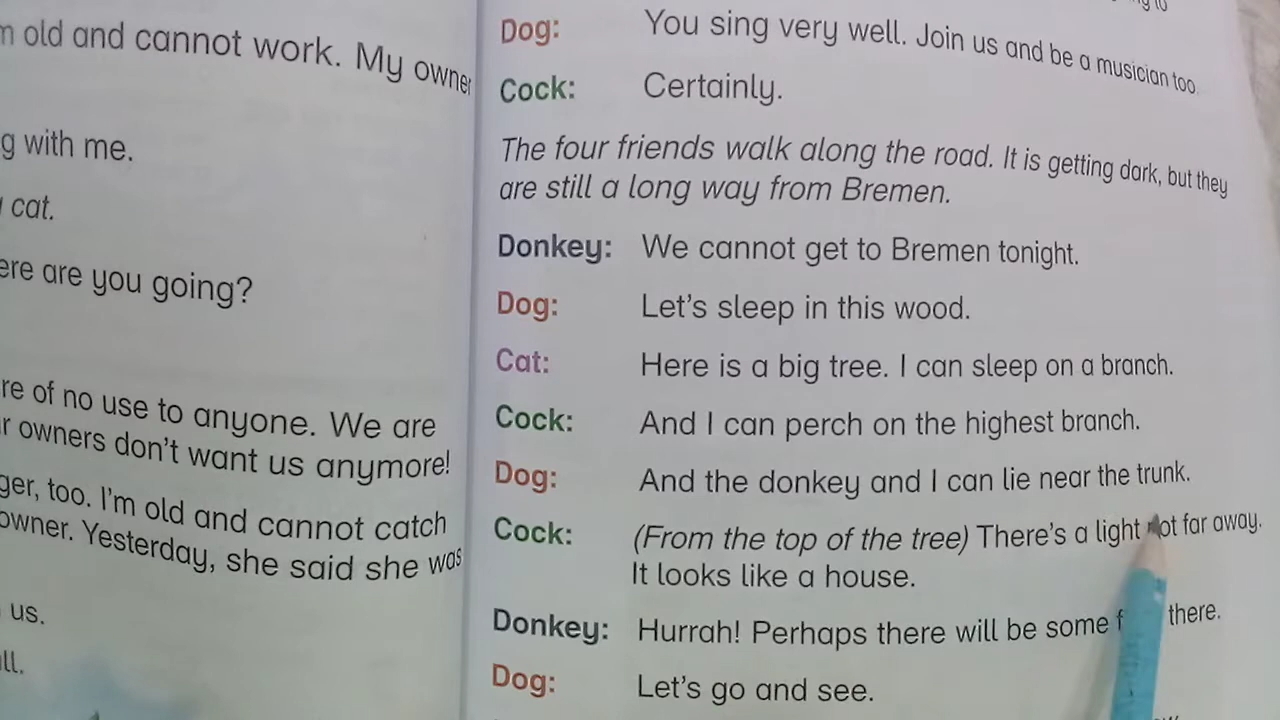 old and cannot work. My owner
with me.
cat.
are you going?
of no use to anyone. We are
owners don't want us anymore!
too. I'm old and cannot catch
owner. Yesterday, she said she was
us.
Dog: You sing very well. Join us and be a musician too.
Cock: Certainly.
The four friends walk along the road. It is getting dark, but they
are still a long way from Bremen.
Donkey: We cannot get to Bremen tonight.
Dog: Let's sleep in this wood.
Cat: Here is a big tree. I can sleep on a branch.
Cock: And I can perch on the highest branch.
Dog: And the donkey and I can lie near the trunk.
Cock: (From the top of the tree) There's a light not far away.
It looks like a house.
Donkey: Hurrah! Perhaps there will be some there.
Dog: Let's go and see.